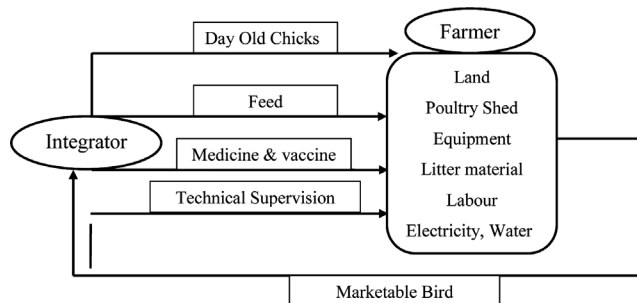 Day Old Chicks
Farmer
Land
Feed
Poultry Shed
Integrator
Equipment
Medicine & vaccine
Litter material
Technical Supervision
Labour
Electricity, Water
Marketable Bird